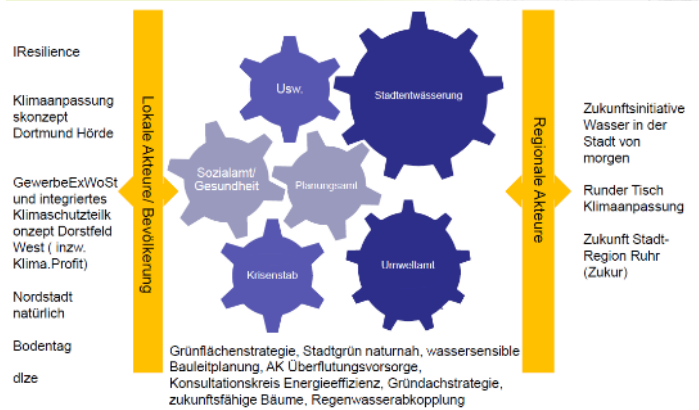 IResilience
Klimaanpassung
skonzept
Dortmund Hörde
GewerbeExWoSt
und integriertes
Klimaschutzteilk
onzept Dorstfeld
West ( inzw.
Klima.Profit)
Nordstadt
natürlich
Bodentag
dlze
Lokale Akteure/ Bevölkerung
Usw.
Stadtentwässerung
Sozialamt/
Gesundheit
Planungsamt
Krisenstab
Umweltamt
Grünflächenstrategie, Stadtgrün naturnah, wassersensible
Bauleitplanung, AK Überflutungsvorsorge,
Konsultationskreis Energieeffizienz, Gründachstrategie,
zukunftsfähige Bäume, Regenwasserabkopplung
Regionale Akteure
Zukunftsinitiative
Wasser in der
Stadt von
morgen
Runder Tisch
Klimaanpassung
Zukunft Stadt-
Region Ruhr
(Zukur)